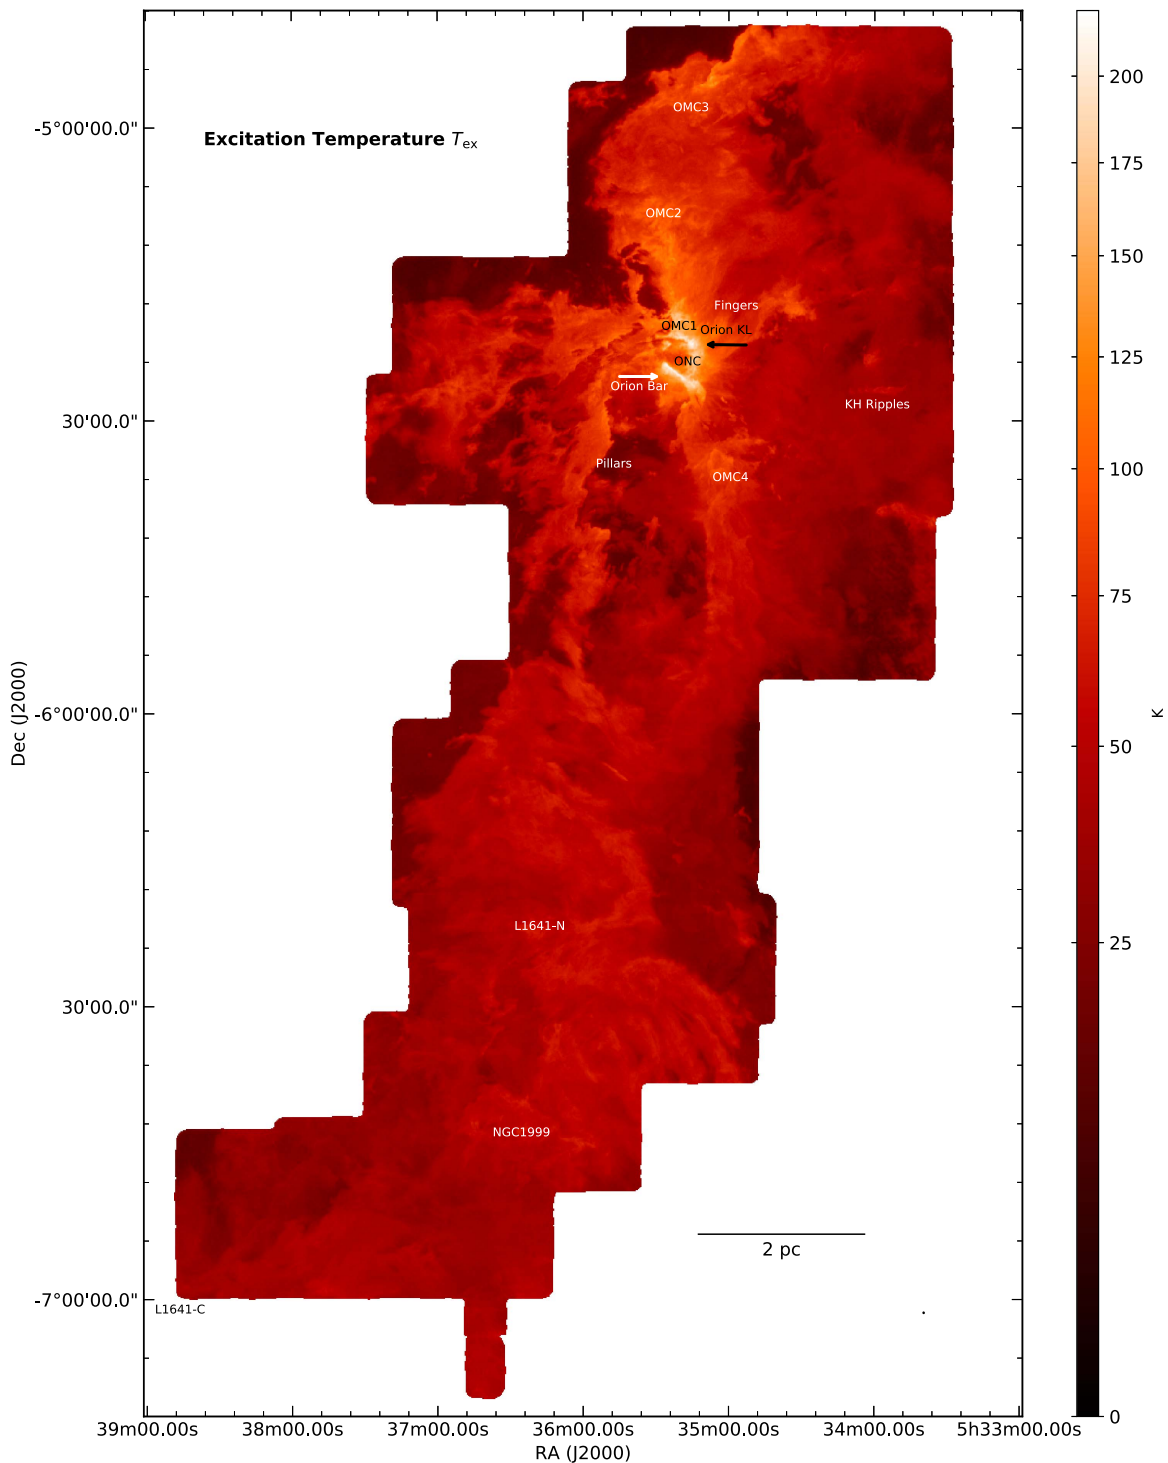 Excitation Temperature Tex
OMC3
OMC2
Fingers
OMC1
Orion KL
ONC
Orion Bar
KH Ripples
Pillars
OMC4
L1641-N
NGC1999
L1641-C
2 pc
-5°00'00.0"
30'00.0"
-6°00'00.0"
30'00.0"
-7°00'00.0"
Dec (J2000)
39m00.00s
38m00.00s
37m00.00s
36m00.00s
35m00.00s
34m00.00s
5h33m00.00s
RA (J2000)
200
175
150
125
100
75
50
25
0
K